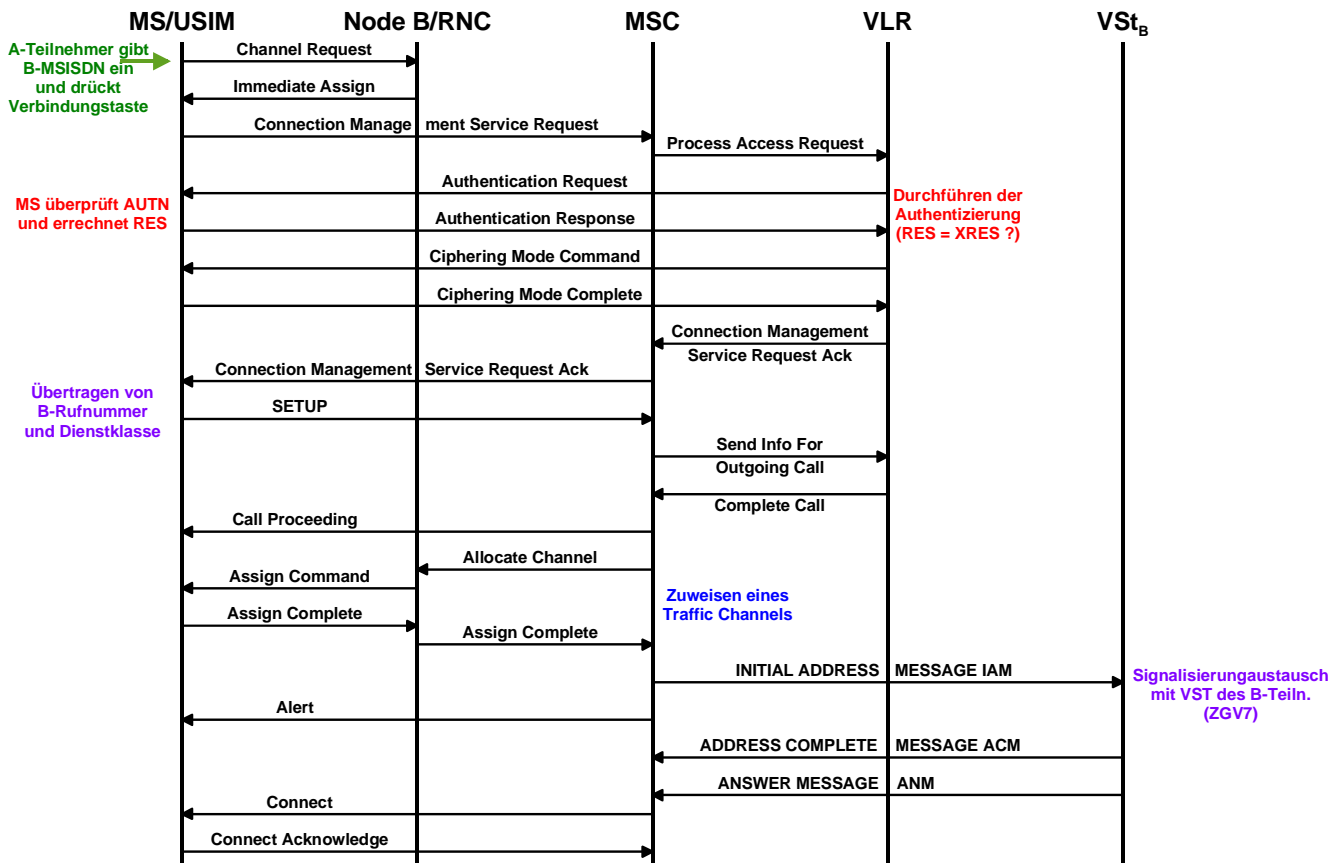 MS/USIM Node B/RNC MSC VLR VStB
A-Teilnehmer gibt
B-MSISDN ein
und drückt
Verbindungstaste
Channel Request
Immediate Assign
Connection Manage ment Service Request
Process Access Request
Authentication Request
MS überprüft AUTN
und errechnet RES
Durchführen der
Authentizierung
(RES = XRES ?)
Authentication Response
Ciphering Mode Command
Ciphering Mode Complete
Connection Management
Service Request Ack
Connection Management Service Request Ack
Übertragen von
B-Rufnummer
und Dienstklasse
SETUP
Send Info For
Outgoing Call
Complete Call
Call Proceeding
Allocate Channel
Assign Command
Zuweisen eines
Traffic Channels
Assign Complete
Assign Complete
INITIAL ADDRESS MESSAGE IAM
Signalisierungaustausch
mit VST des B-Teiln.
(ZGV7)
Alert
ADDRESS COMPLETE MESSAGE ACM
ANSWER MESSAGE ANM
Connect
Connect Acknowledge